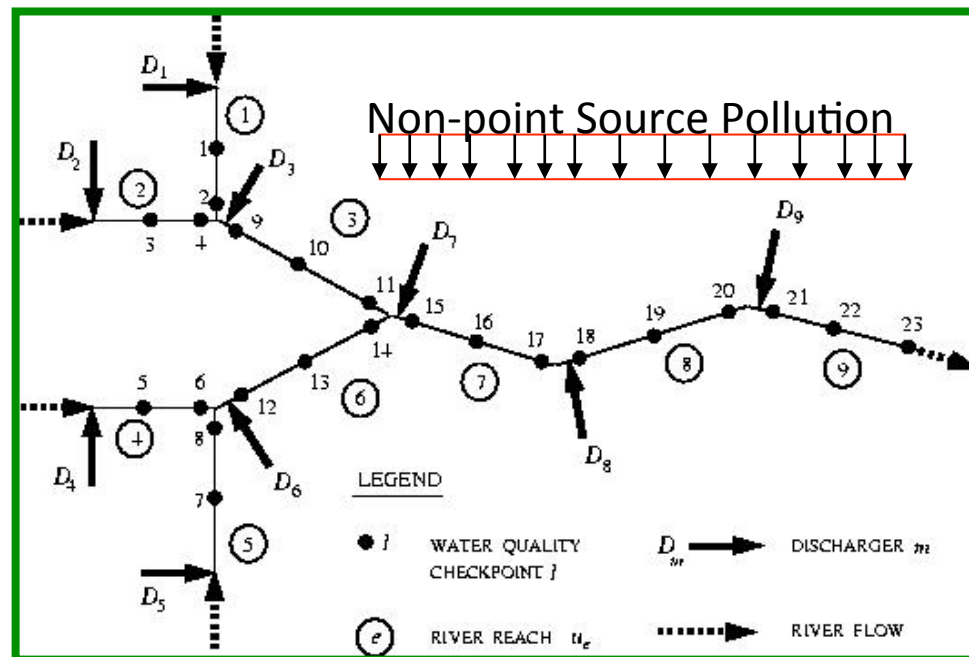 Non-point Source Pollution
D1
1
1
D2
2
3
4
2
D3
9
3
10
11
D7
15
16
17
7
14
13
6
12
D6
5
6
4
D4
8
7
5
D5
18
D8
19
8
20
D9
21
22
23
9
LEGEND
l WATER QUALITY
CHECKPOINT l
Dm DISCHARGER m
e RIVER REACH ue
RIVER FLOW